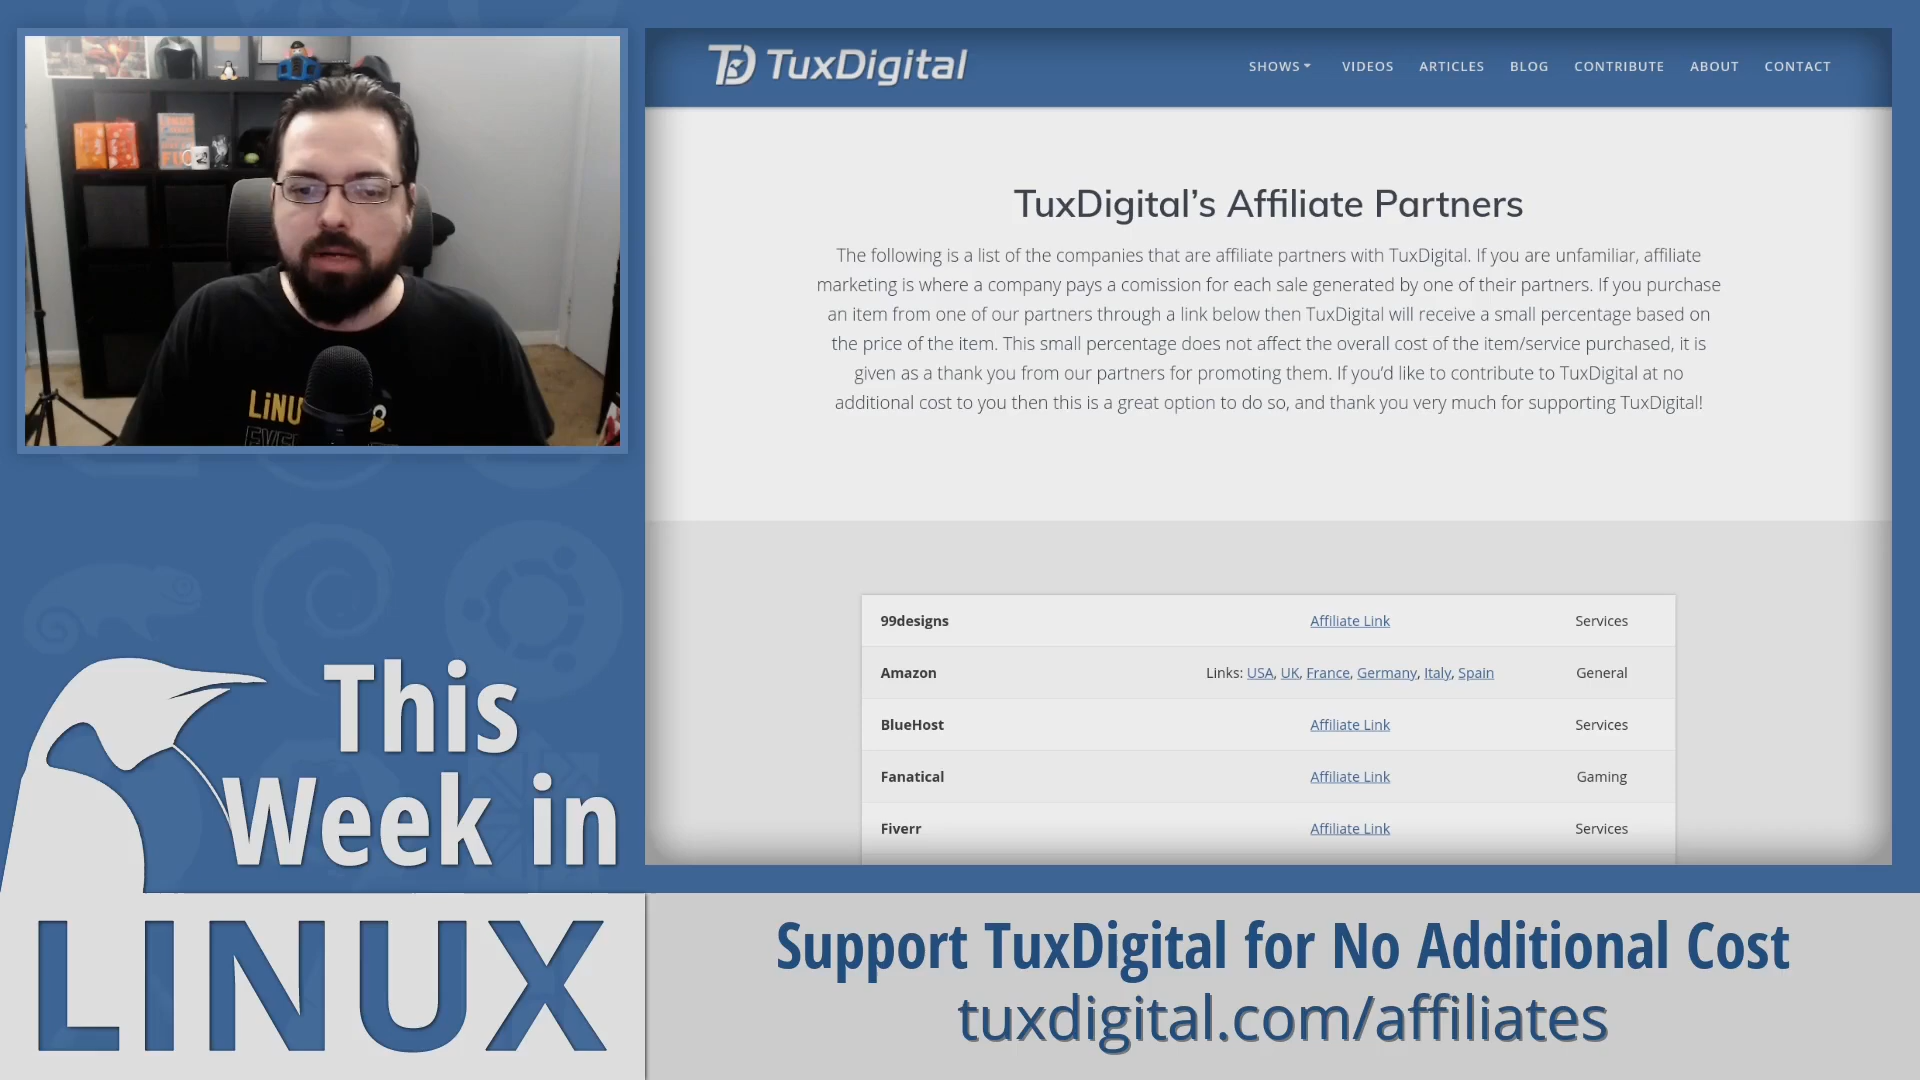 TuxDigital
SHOWS VIDEOS ARTICLES BLOG CONTRIBUTE ABOUT CONTACT
TuxDigital’s Affiliate Partners
The following is a list of the companies that are affiliate partners with TuxDigital. If you are unfamiliar, affiliate
marketing is where a company pays a comission for each sale generated by one of their partners. If you purchase
an item from one of our partners through a link below then TuxDigital will receive a small percentage based on
the price of the item. This small percentage does not affect the overall cost of the item/service purchased, it is
given as a thank you from our partners for promoting them. If you’d like to contribute to TuxDigital at no
additional cost to you then this is a great option to do so, and thank you very much for supporting TuxDigital!
99designs Affiliate Link Services
Amazon Links: USA, UK, France, Germany, Italy, Spain General
BlueHost Affiliate Link Services
Fanatical Affiliate Link Gaming
Fiverr Affiliate Link Services
LiNU
This
Week in
LINUX
Support TuxDigital for No Additional Cost
tuxdigital.com/affiliates